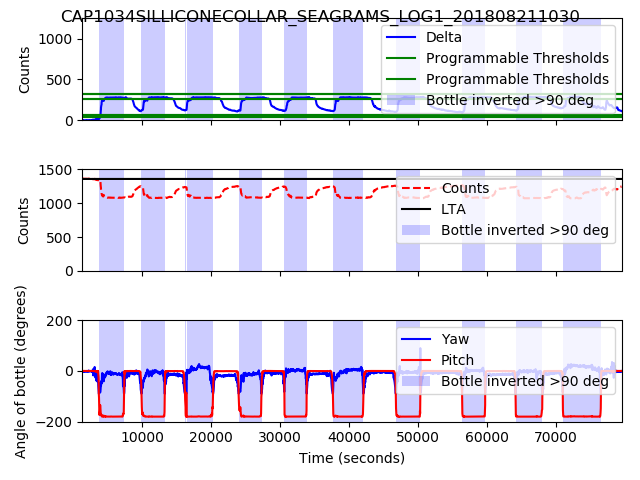 CAP1034SILLICONECOLLAR_SEAGRAMS_LOG1_201808211030
1000
500
0
Counts
Delta
Programmable Thresholds
Programmable Thresholds
Bottle inverted >90 deg
1500
1000
500
0
Counts
Counts
LTA
Bottle inverted >90 deg
200
0
−200
Angle of bottle (degrees)
Yaw
Pitch
Bottle inverted >90 deg
10000 20000 30000 40000 50000 60000 70000
Time (seconds)